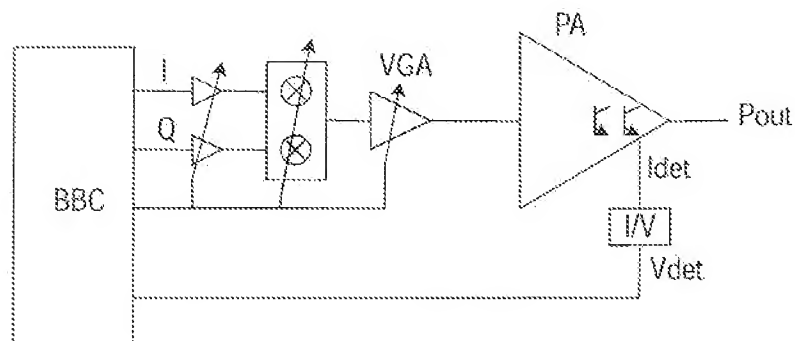 PA
I
VGA
Q
Pout
BBC
Idet
I/V
Vdet